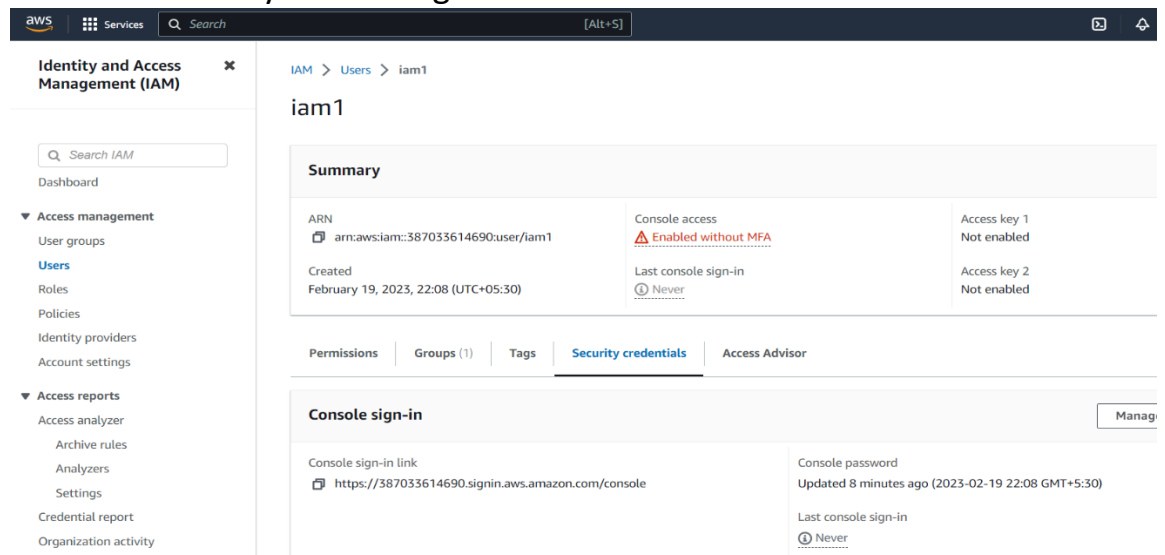 aws Services Search [Alt+S]
Identity and Access
Management (IAM)
Search IAM
Dashboard
Access management
User groups
Users
Roles
Policies
Identity providers
Account settings
Access reports
Access analyzer
Archive rules
Analyzers
Settings
Credential report
Organization activity
IAM > Users > iam1
iam1
Summary
ARN
arn:aws:iam::387033614690:user/iam1
Created
February 19, 2023, 22:08 (UTC+05:30)
Console access
Enabled without MFA
Last console sign-in
Never
Access key 1
Not enabled
Access key 2
Not enabled
Permissions Groups (1) Tags Security credentials Access Advisor
Console sign-in
Manag
Console sign-in link
https://387033614690.signin.aws.amazon.com/console
Console password
Updated 8 minutes ago (2023-02-19 22:08 GMT+5:30)
Last console sign-in
Never